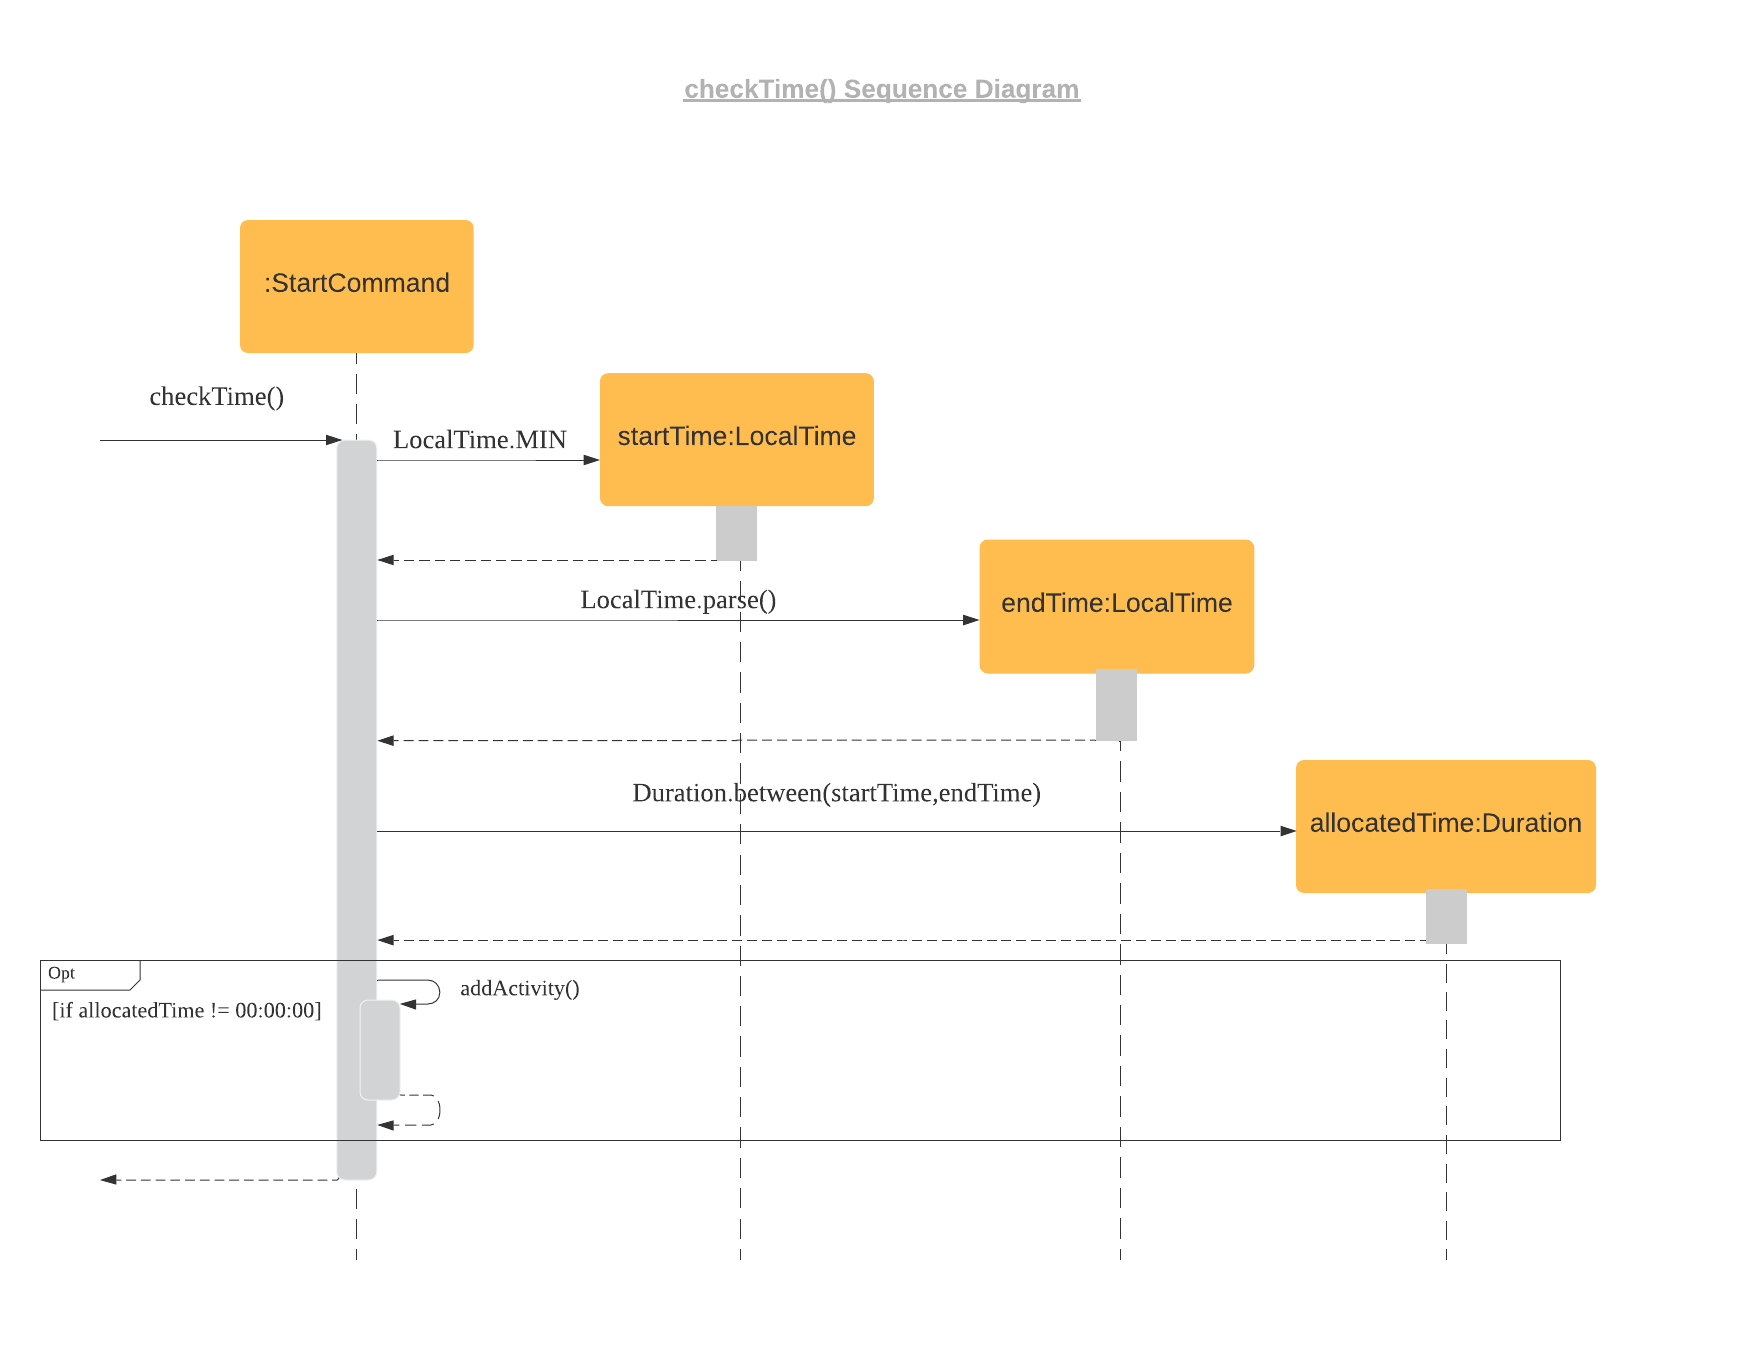 checkTime() Sequence Diagram
:StartCommand
checkTime()
LocalTime.MIN
startTime:LocalTime
LocalTime.parse()
endTime:LocalTime
Duration.between(startTime,endTime)
allocatedTime:Duration
Opt
addActivity()
[if allocatedTime != 00:00:00]